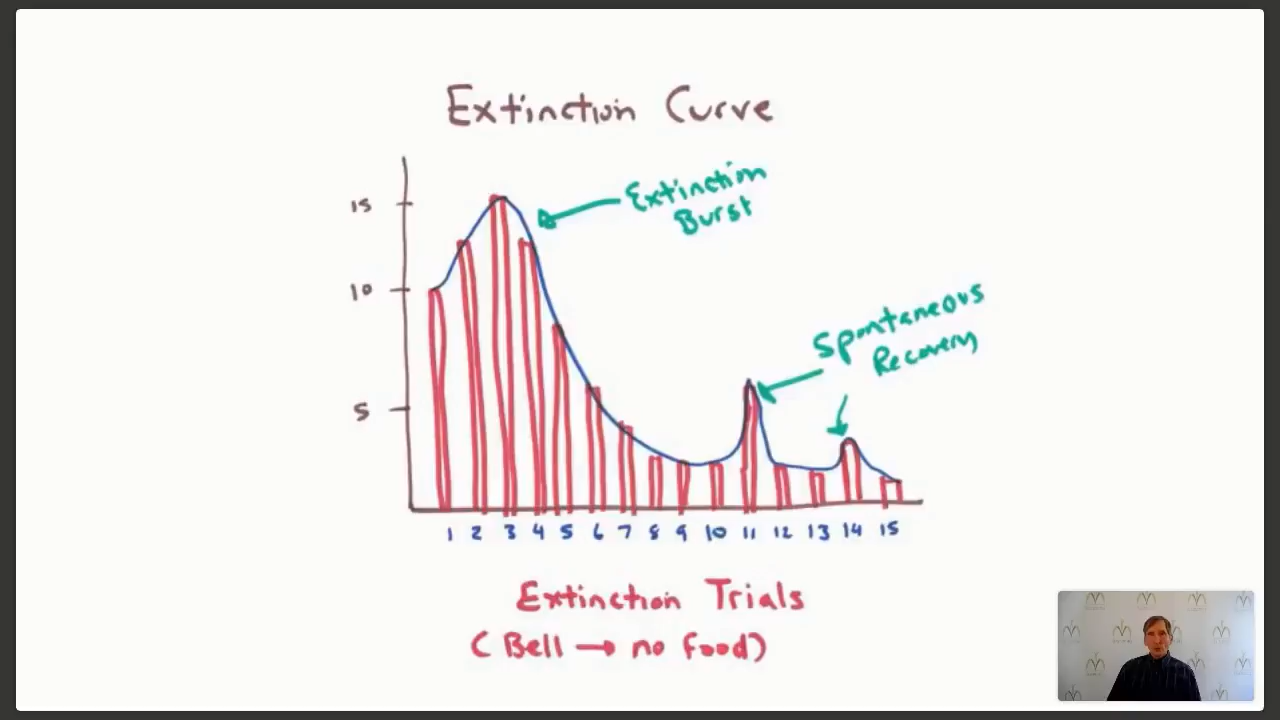 Extinction Curve
15
Extinction
Burst
10
Spontaneous
Recovery
5
1 2 3 4 5 6 7 8 9 10 11 12 13 14 15
Extinction Trials
(Bell → no food)